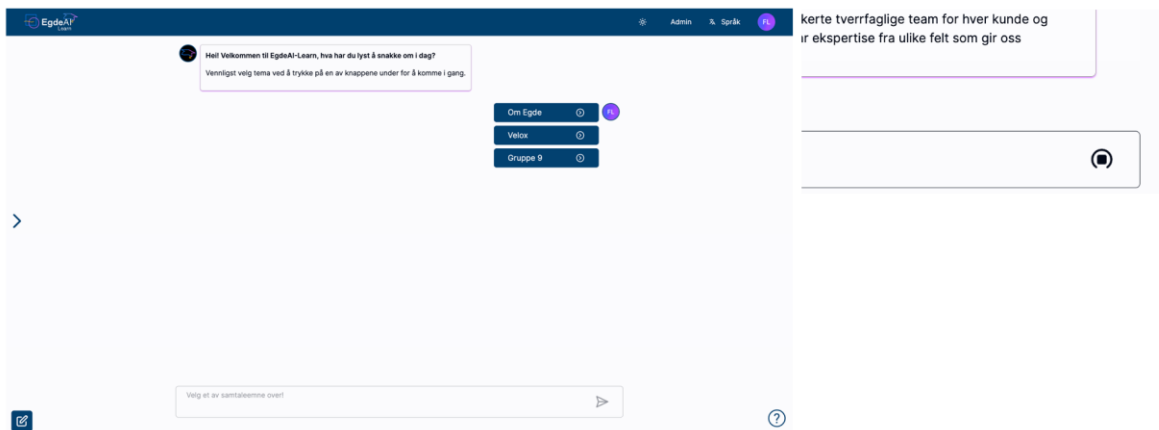 EgdeAI
Learn
Admin
Språk
FL
Hei! Velkommen til EgdeAI-Learn, hva har du lyst å snakke om i dag?
Vennligst velg tema ved å trykke på en av knappene under for å komme i gang.
Om Egde
FL
Velox
Gruppe 9
Velg et av samtaleemne over!
?
kerte tverrfaglige team for hver kunde og
ar ekspertise fra ulike felt som gir oss